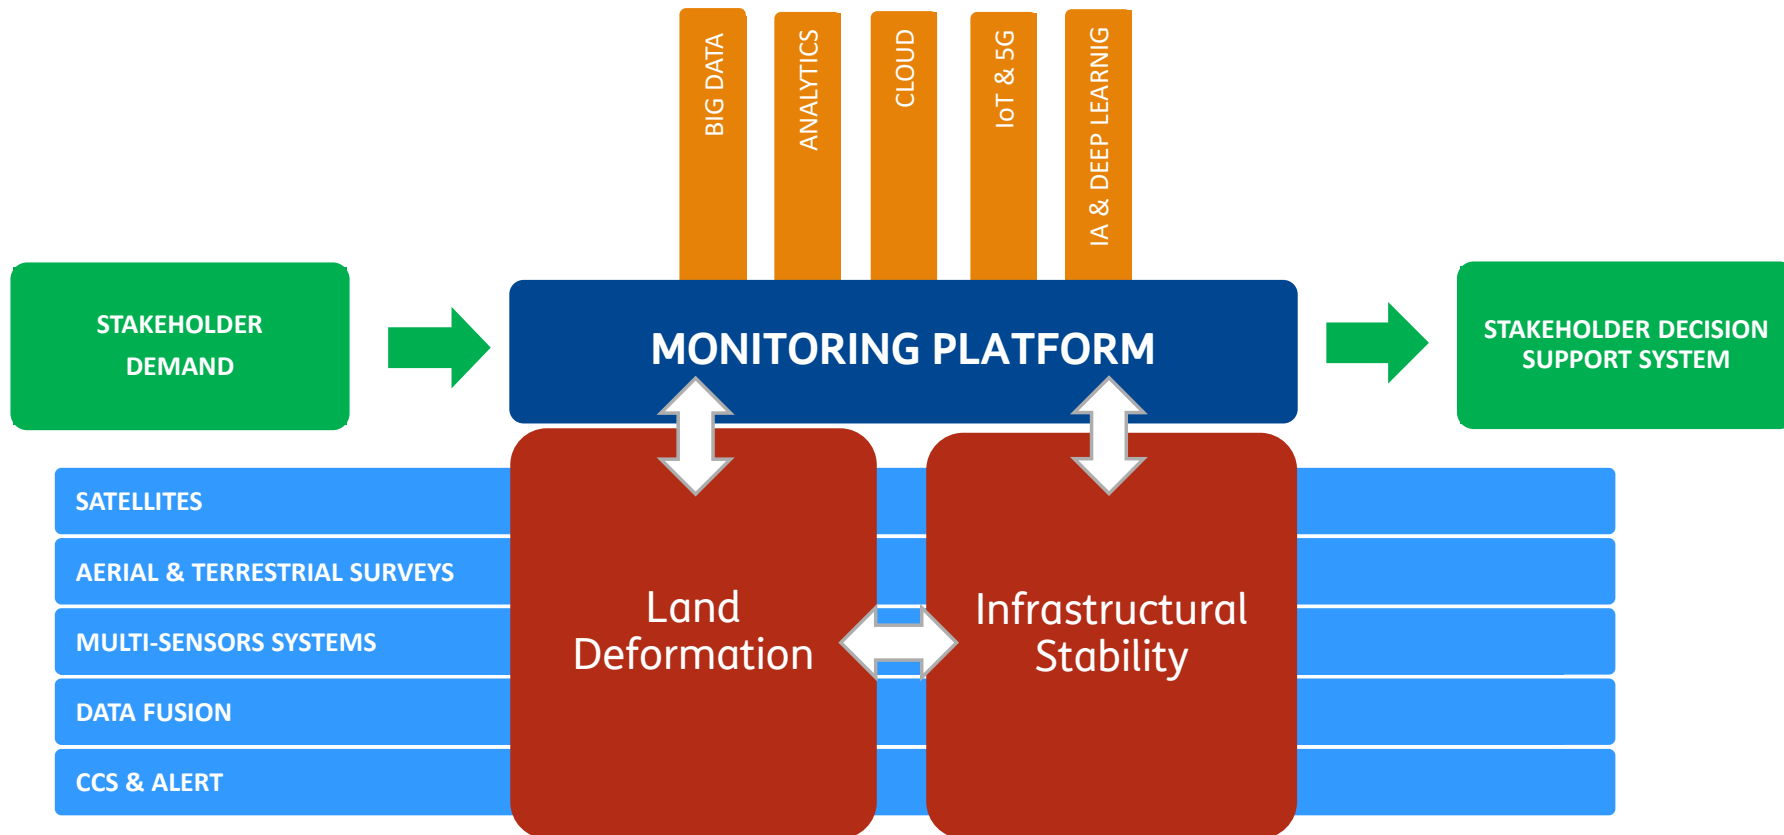 BIG DATA
ANALYTICS
CLOUD
IoT & 5G
IA & DEEP LEARNIG
STAKEHOLDER
DEMAND
MONITORING PLATFORM
STAKEHOLDER DECISION
SUPPORT SYSTEM
SATELLITES
AERIAL & TERRESTRIAL SURVEYS
MULTI-SENSORS SYSTEMS
DATA FUSION
CCS & ALERT
Land
Deformation
Infrastructural
Stability